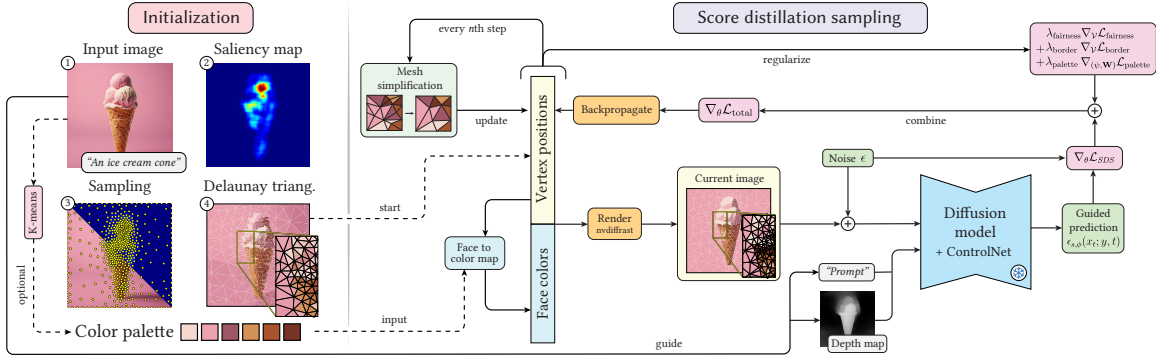 Initialization
Input image
Saliency map
1
2
"An ice cream cone"
K-means
optional
Sampling
Delaunay triang.
3
4
Color palette
Score distillation sampling
every nth step
Mesh
simplification
update
start
Face to
color map
input
guide
Vertex positions
Face colors
regularize
λfairness ∇𝒱 ℒfairness
+ λborder ∇𝒱 ℒborder
+ λpalette ∇(ψ,W) ℒpalette
Backpropagate
∇θ ℒtotal
combine
+
Noise ϵ
∇θ ℒSDS
Current image
Render
nvdiffrast
+
Diffusion
model
+ ControlNet
Guided
prediction
ϵs,ϕ(xt; y, t)
"Prompt"
Depth map